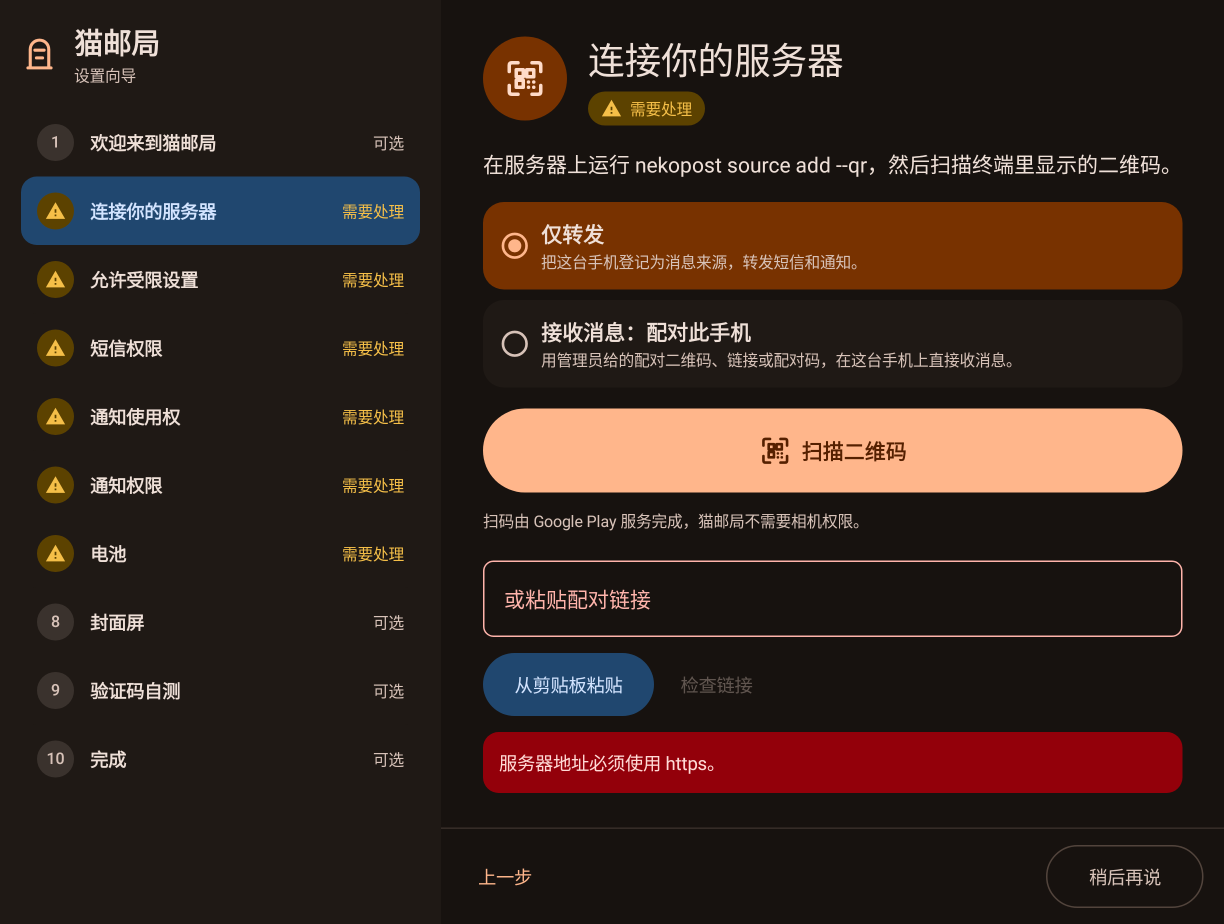 猫邮局
设置向导
1 欢迎来到猫邮局 可选
连接你的服务器 需要处理
允许受限设置 需要处理
短信权限 需要处理
通知使用权 需要处理
通知权限 需要处理
电池 需要处理
8 封面屏 可选
9 验证码自测 可选
10 完成 可选
连接你的服务器
需要处理
在服务器上运行 nekopost source add --qr，然后扫描终端里显示的二维码。
仅转发
把这台手机登记为消息来源，转发短信和通知。
接收消息：配对此手机
用管理员给的配对二维码、链接或配对码，在这台手机上直接收消息。
扫描二维码
扫码由 Google Play 服务完成，猫邮局不需要相机权限。
或粘贴配对链接
从剪贴板粘贴 检查链接
服务器地址必须使用 https。
上一步 稍后再说